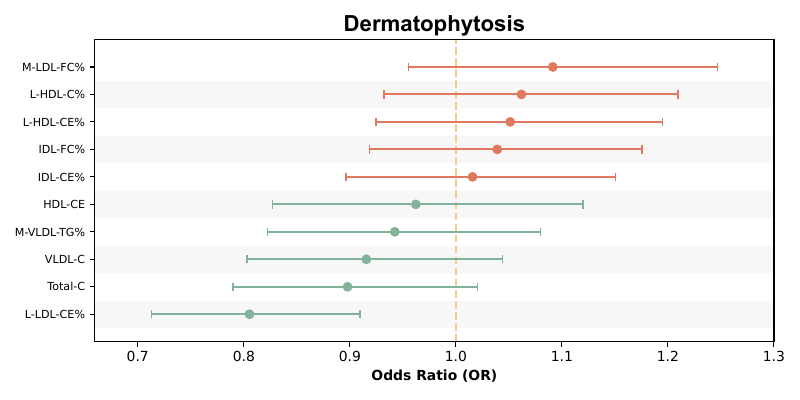 Dermatophytosis
M-LDL-FC%
L-HDL-C%
L-HDL-CE%
IDL-FC%
IDL-CE%
HDL-CE
M-VLDL-TG%
VLDL-C
Total-C
L-LDL-CE%
0.7 0.8 0.9 1.0 1.1 1.2 1.3
Odds Ratio (OR)